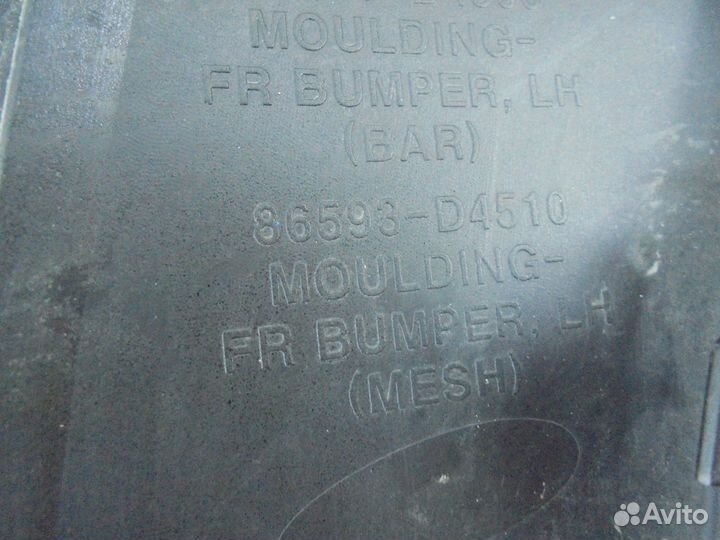 MOULDING-
FR BUMPER, LH
(BAR)
86593-D4510
MOULDING-
FR BUMPER, LH
(MESH)
Avito